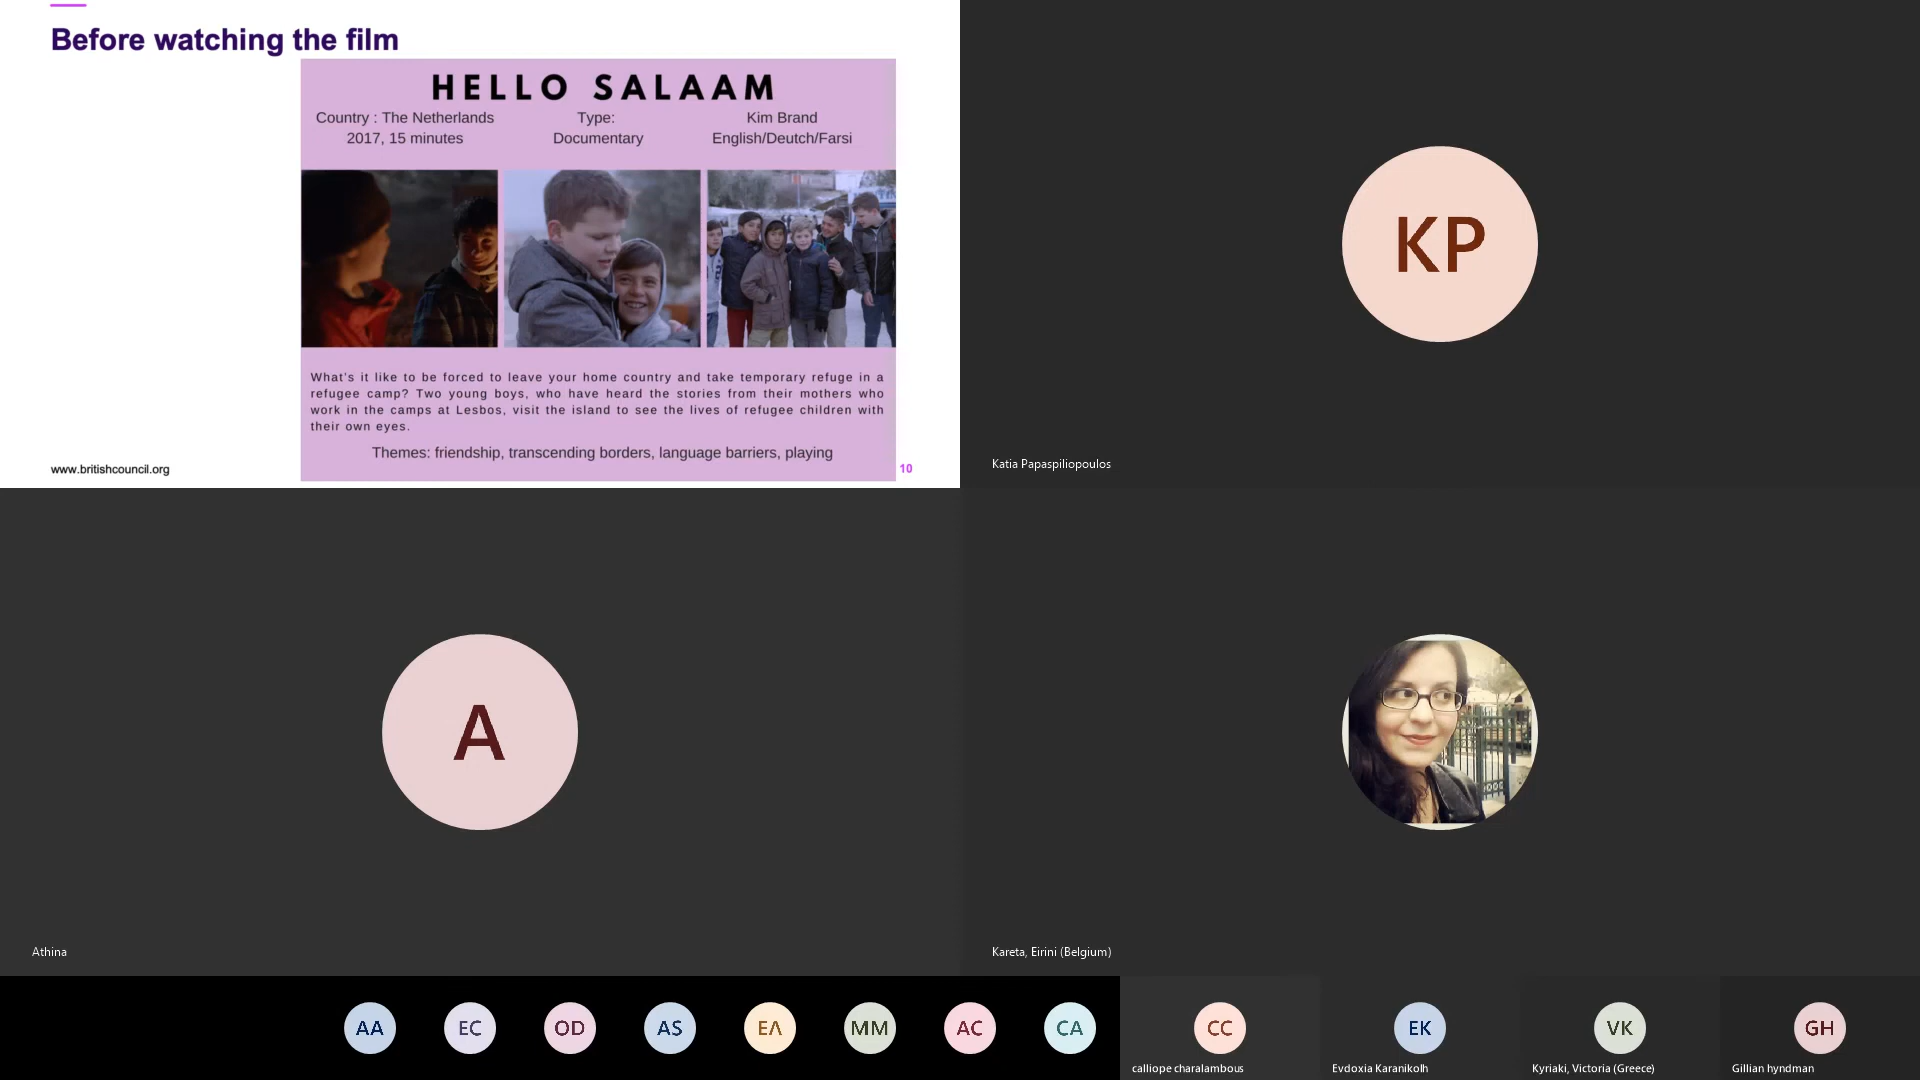 Before watching the film
HELLO SALAAM
Country : The Netherlands
2017, 15 minutes
Type:
Documentary
Kim Brand
English/Deutch/Farsi
What's it like to be forced to leave your home country and take temporary refuge in a
refugee camp? Two young boys, who have heard the stories from their mothers who
work in the camps at Lesbos, visit the island to see the lives of refugee children with
their own eyes.
Themes: friendship, transcending borders, language barriers, playing
www.britishcouncil.org
10
KP
Katia Papaspiliopoulos
A
Athina
Kareta, Eirini (Belgium)
AA
EC
OD
AS
ΕΛ
MM
AC
CA
CC
calliope charalambous
EK
Evdoxia Karanikolh
VK
Kyriaki, Victoria (Greece)
GH
Gillian hyndman